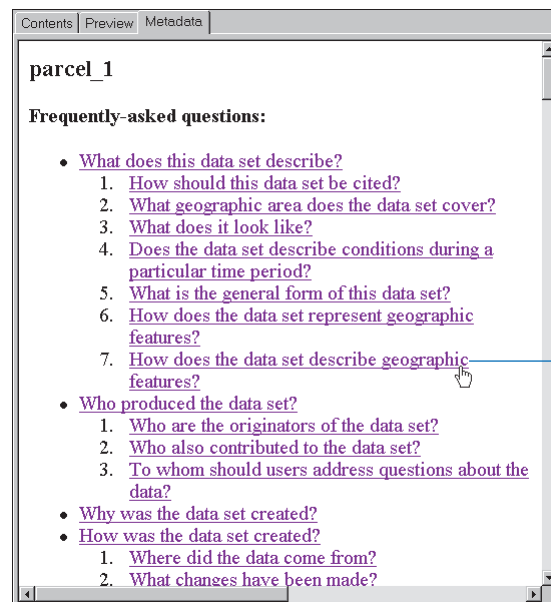 Contents Preview Metadata
parcel_1
Frequently-asked questions:
• What does this data set describe?
1. How should this data set be cited?
2. What geographic area does the data set cover?
3. What does it look like?
4. Does the data set describe conditions during a
particular time period?
5. What is the general form of this data set?
6. How does the data set represent geographic
features?
7. How does the data set describe geographic
features?
• Who produced the data set?
1. Who are the originators of the data set?
2. Who also contributed to the data set?
3. To whom should users address questions about the
data?
• Why was the data set created?
• How was the data set created?
1. Where did the data come from?
2. What changes have been made?